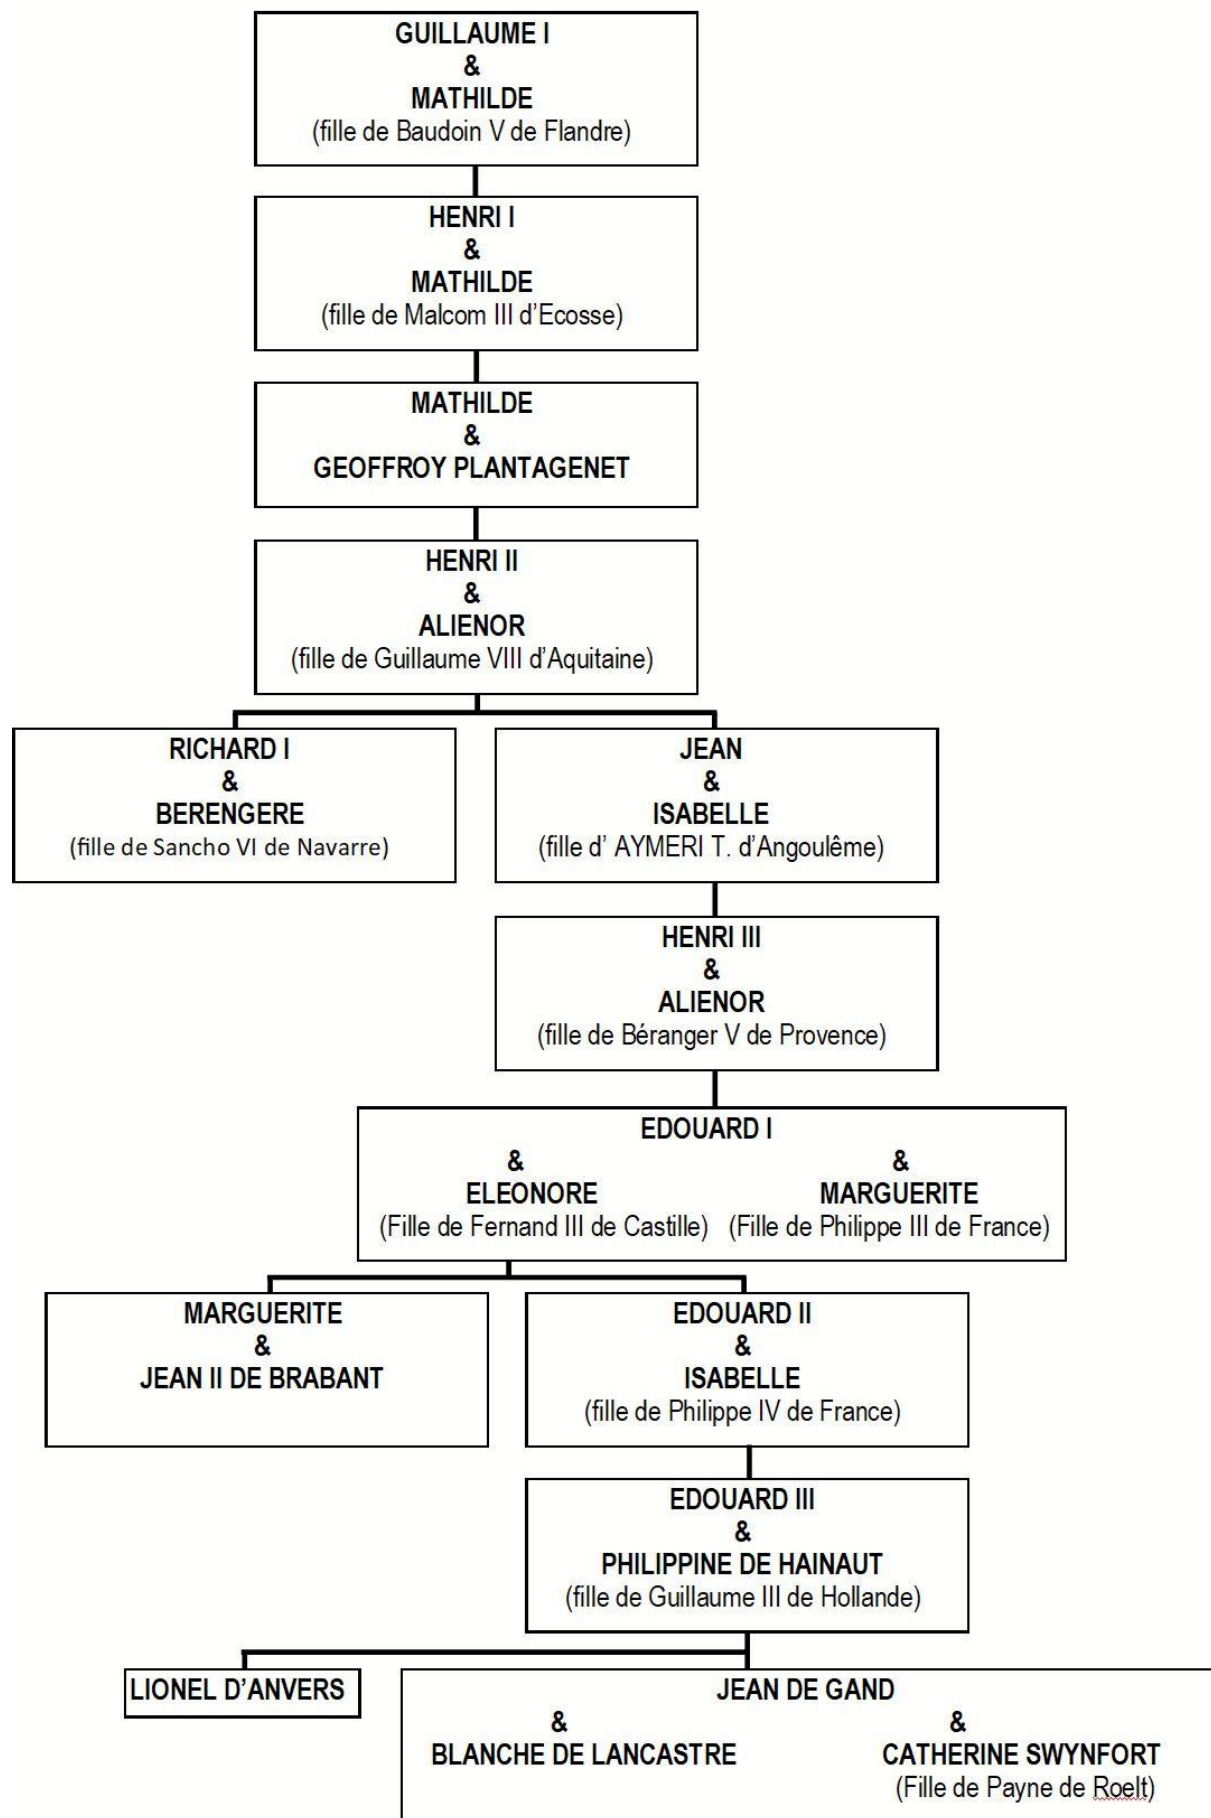 GUILLAUME I
&
MATHILDE
(fille de Baudoin V de Flandre)
HENRI I
&
MATHILDE
(fille de Malcom III d’Ecosse)
MATHILDE
&
GEOFFROY PLANTAGENET
HENRI II
&
ALIENOR
(fille de Guillaume VIII d’Aquitaine)
RICHARD I
&
BERENGERE
(fille de Sancho VI de Navarre)
JEAN
&
ISABELLE
(fille d’ AYMERI T. d’Angoulême)
HENRI III
&
ALIENOR
(fille de Béranger V de Provence)
EDOUARD I
& &
ELEONORE MARGUERITE
(Fille de Fernand III de Castille) (Fille de Philippe III de France)
MARGUERITE
&
JEAN II DE BRABANT
EDOUARD II
&
ISABELLE
(fille de Philippe IV de France)
EDOUARD III
&
PHILIPPINE DE HAINAUT
(fille de Guillaume III de Hollande)
LIONEL D’ANVERS
JEAN DE GAND
& &
BLANCHE DE LANCASTRE CATHERINE SWYNFORT
(Fille de Payne de Roelt)